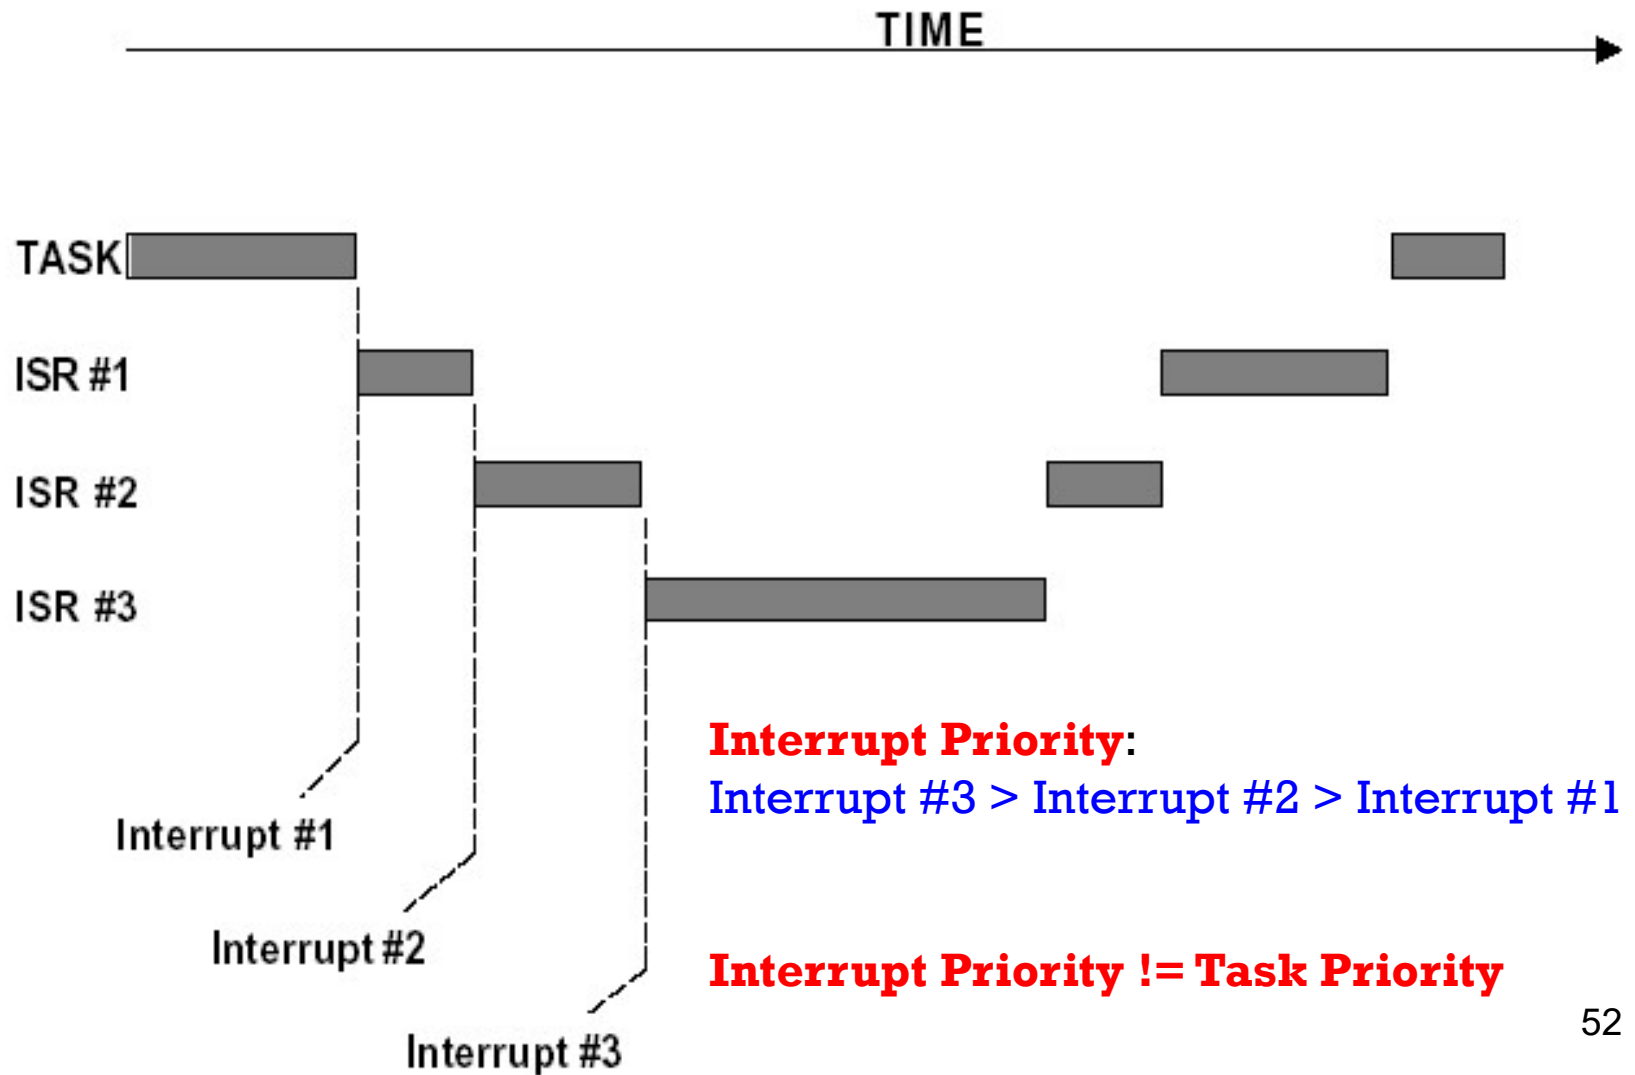 TIME
TASK
ISR #1
ISR #2
ISR #3
Interrupt Priority:
Interrupt #3 > Interrupt #2 > Interrupt #1
Interrupt #1
Interrupt #2
Interrupt Priority != Task Priority
52
Interrupt #3